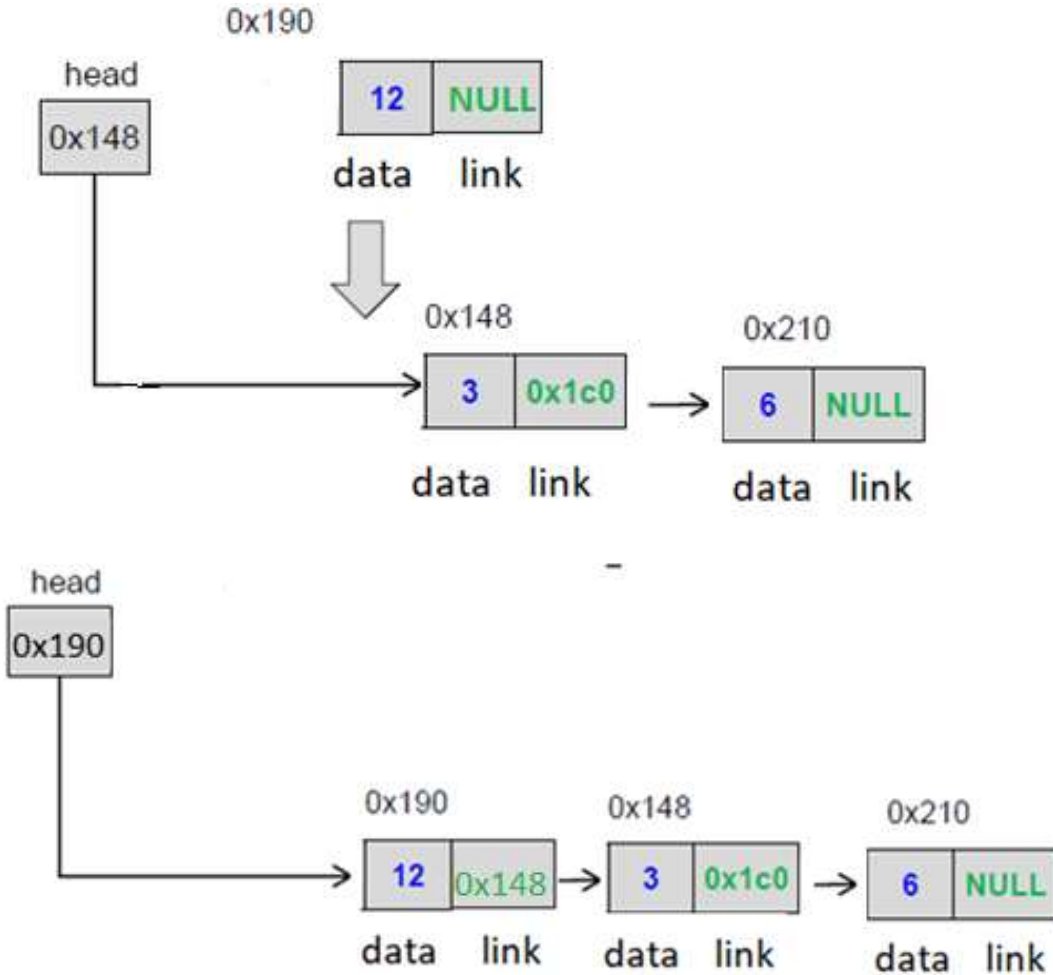 0x190
head
12 NULL
0x148
data link
0x148
0x210
3 0x1c0
6 NULL
data link
data link
head
0x190
0x190
0x148
0x210
12 0x148
3 0x1c0
6 NULL
data link
data link
data link